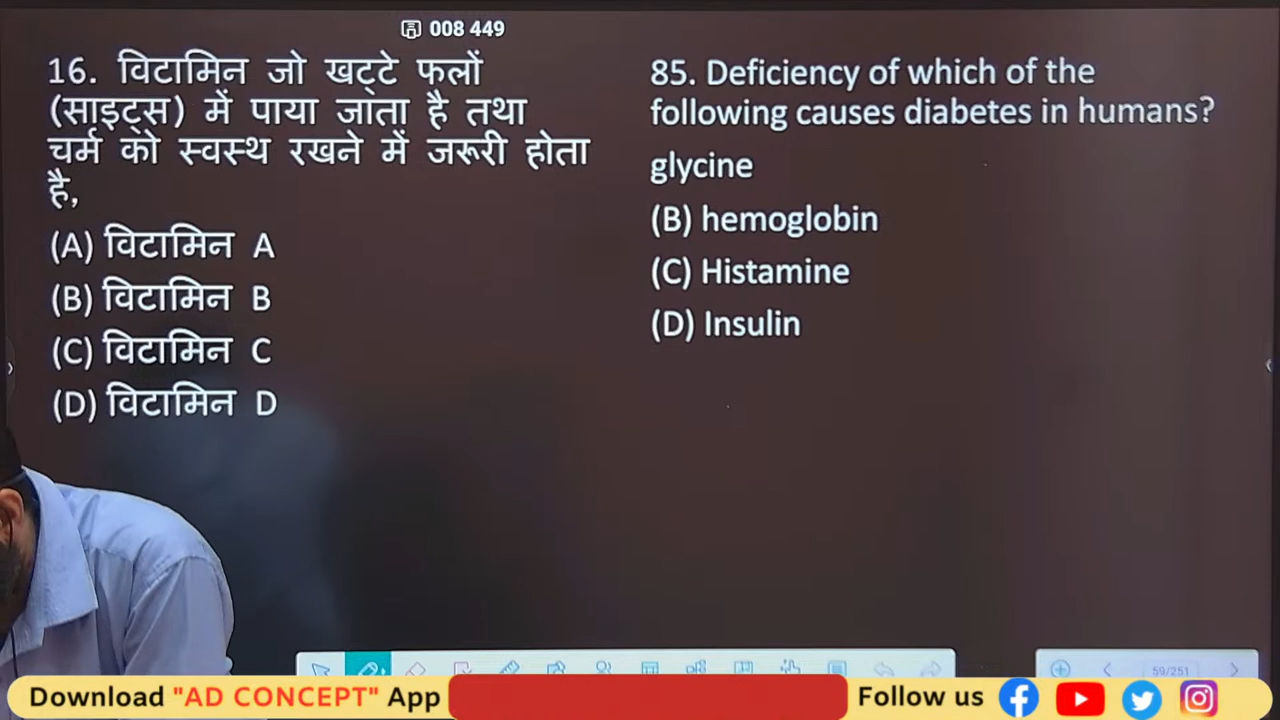 008 449
16. विटामिन जो खट्टे फलों
(साइट्स) में पाया जाता है तथा
चर्म को स्वस्थ रखने में जरूरी होता
है,
(A) विटामिन A
(B) विटामिन B
(C) विटामिन C
(D) विटामिन D
85. Deficiency of which of the
following causes diabetes in humans?
glycine
(B) hemoglobin
(C) Histamine
(D) Insulin
59/251
Download "AD CONCEPT" App
Follow us